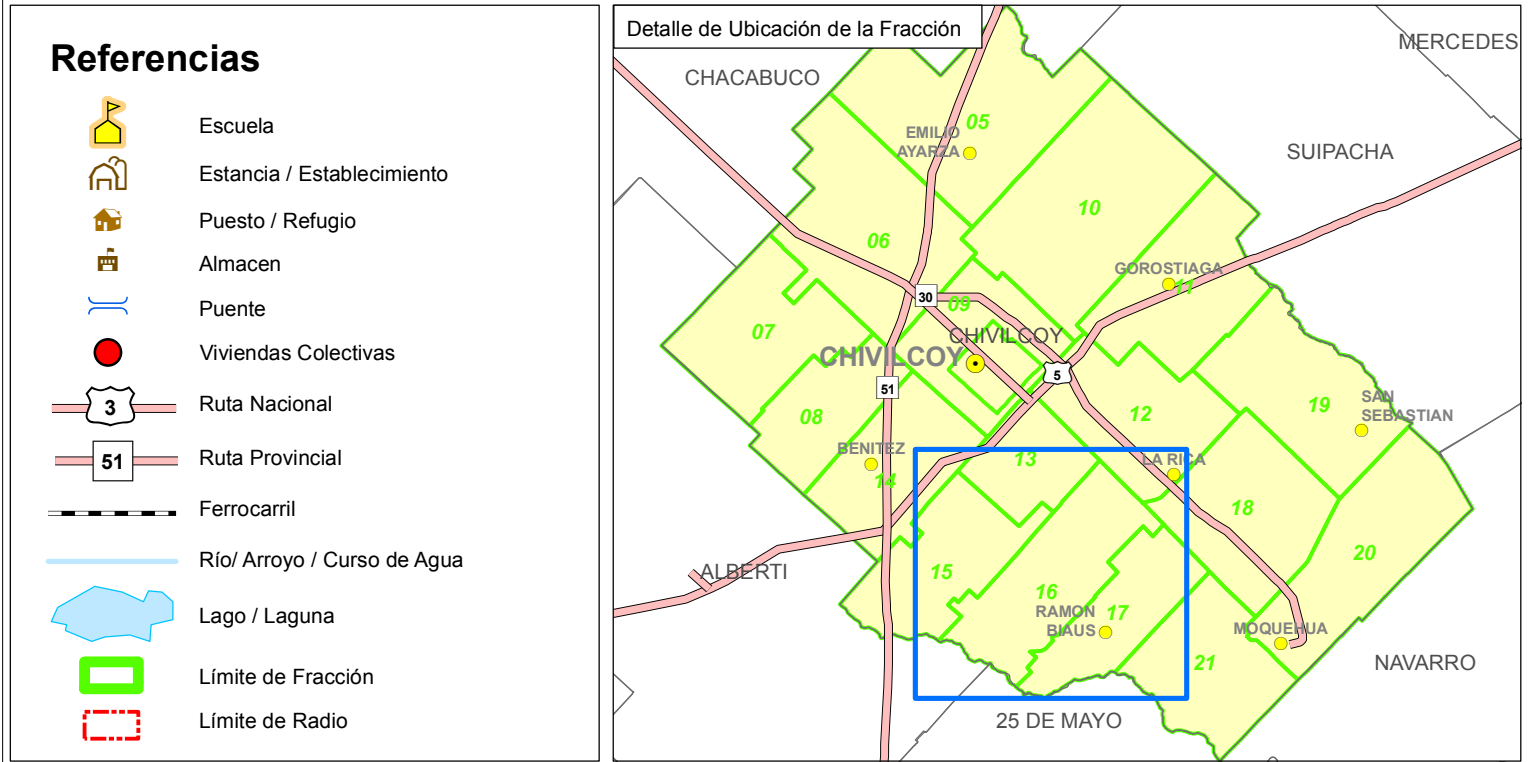 Referencias
Escuela
Estancia / Establecimiento
Puesto / Refugio
Almacen
Puente
Viviendas Colectivas
3
Ruta Nacional
51
Ruta Provincial
Ferrocarril
Río/ Arroyo / Curso de Agua
Lago / Laguna
Límite de Fracción
Límite de Radio
Detalle de Ubicación de la Fracción
MERCEDES
CHACABUCO
05
EMILIO
AYARZA
SUIPACHA
10
06
GOROSTIAGA
11
30
09
07
CHIVILCOY
CHIVILCOY
5
51
08
12
19
SAN
SEBASTIAN
BENITEZ
13
LA RICA
14
18
20
ALBERTI
15
16
RAMON
BIAUS
17
MOQUEHUA
21
NAVARRO
25 DE MAYO